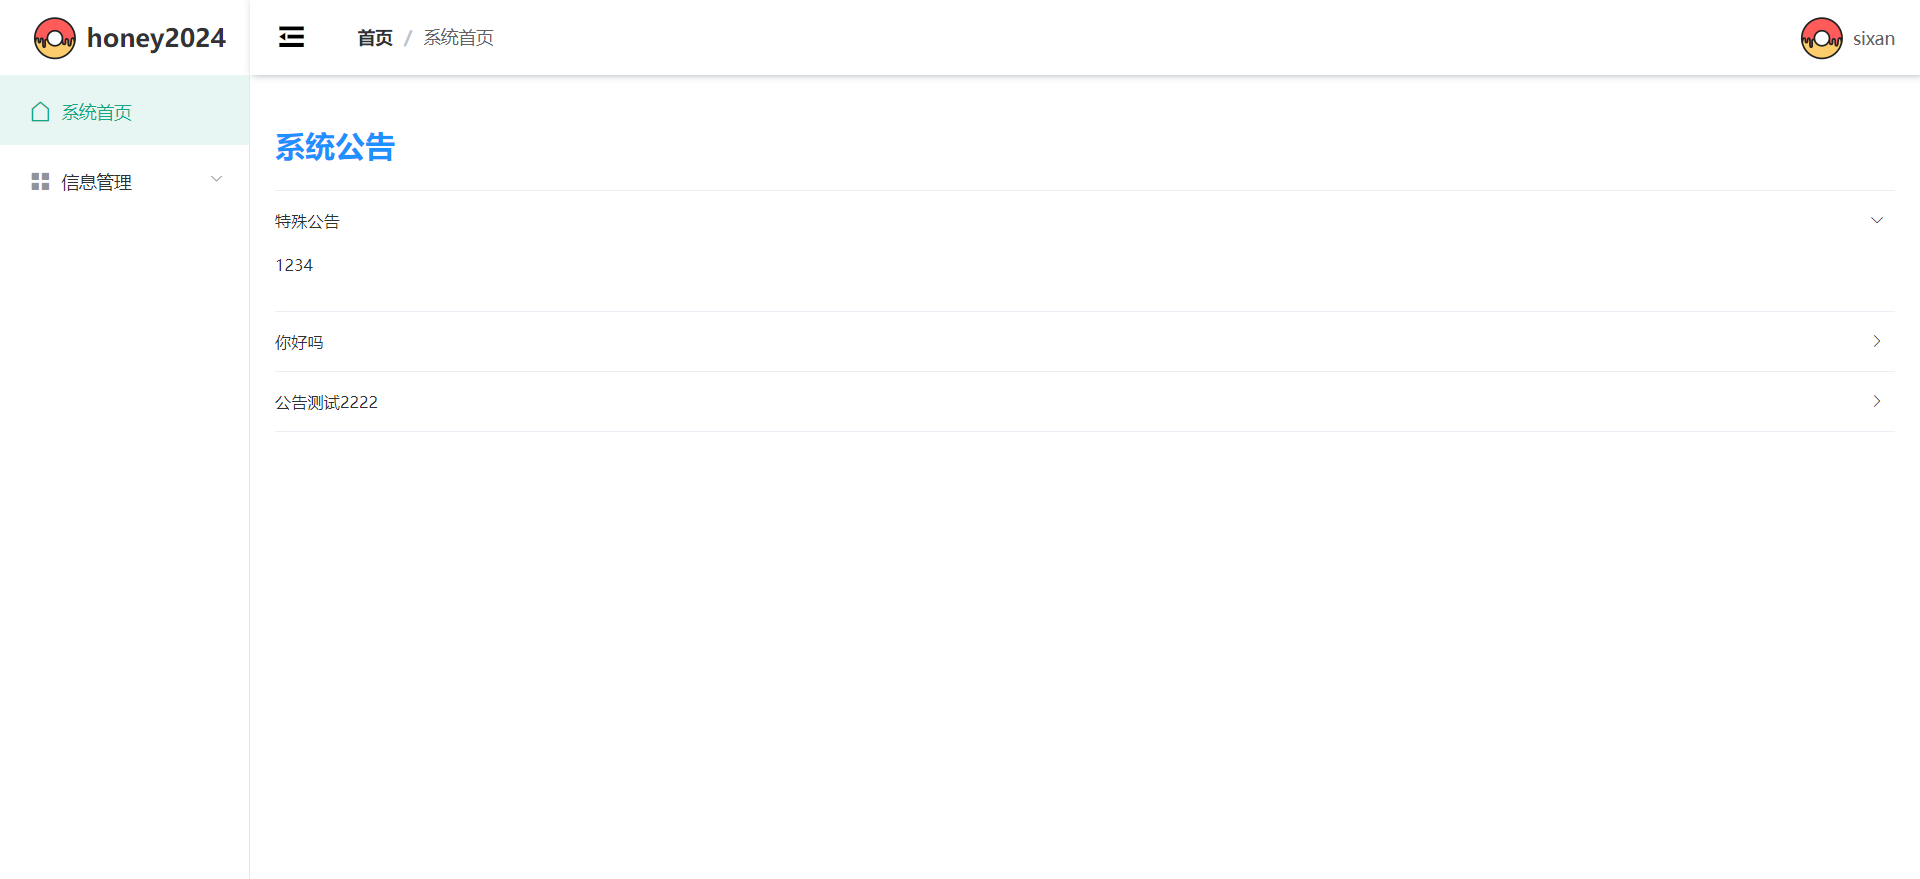 honey2024
首页 / 系统首页
sixan
系统首页
信息管理
系统公告
特殊公告
1234
你好吗
公告测试2222